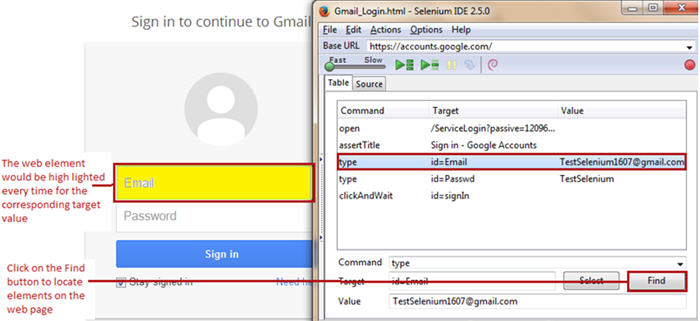 Sign in to continue to Gmail
The web element
would be high lighted
every time for the
corresponding target
value
Email
Password
Sign in
Click on the Find
button to locate
elements on the
web page
Stay signed in
Gmail_Login.html - Selenium IDE 2.5.0
File Edit Actions Options Help
Base URL https://accounts.google.com/
Fast Slow
Table Source
Command Target Value
open /ServiceLogin?passive=12096...
assertTitle Sign in - Google Accounts
type id=Email TestSelenium1607@gmail.com
type id=Passwd TestSelenium
clickAndWait id=signIn
Command type
Target id=Email Select Find
Value TestSelenium1607@gmail.com